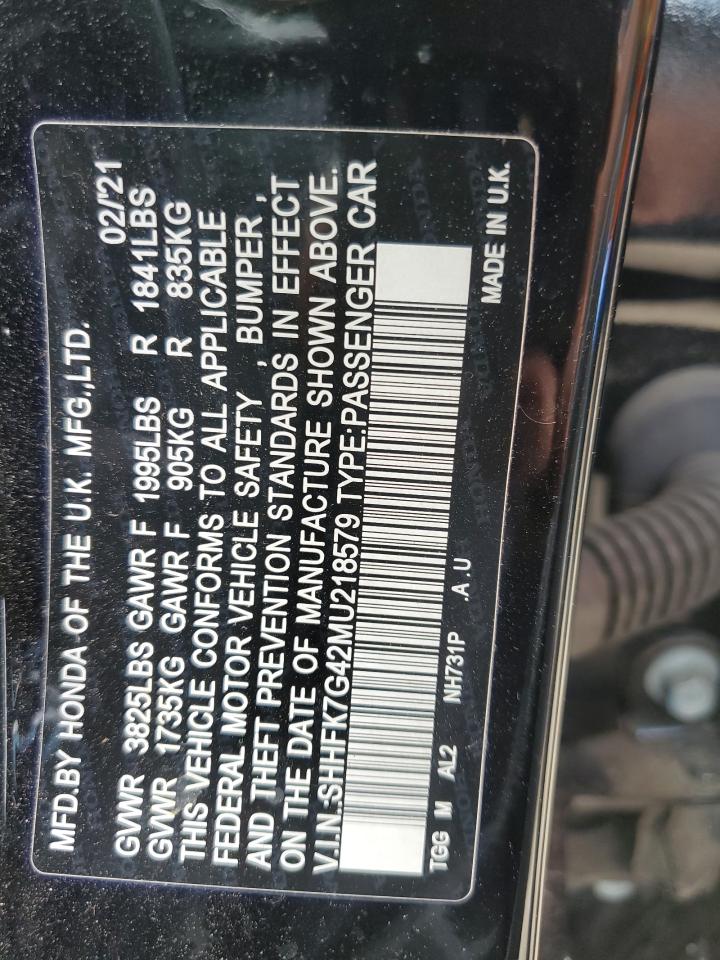 MFD.BY HONDA OF THE U.K. MFG.,LTD.
02/'21
GVWR 3825LBS GAWR F 1995LBS R 1841LBS
GVWR 1735KG GAWR F 905KG R 835KG
THIS VEHICLE CONFORMS TO ALL APPLICABLE
FEDERAL MOTOR VEHICLE SAFETY , BUMPER ,
AND THEFT PREVENTION STANDARDS IN EFFECT
ON THE DATE OF MANUFACTURE SHOWN ABOVE.
V.I.N.:SHHFK7G42MU218579 TYPE:PASSENGER CAR
TGG M AL2 NH731P .A .U
MADE IN U.K.